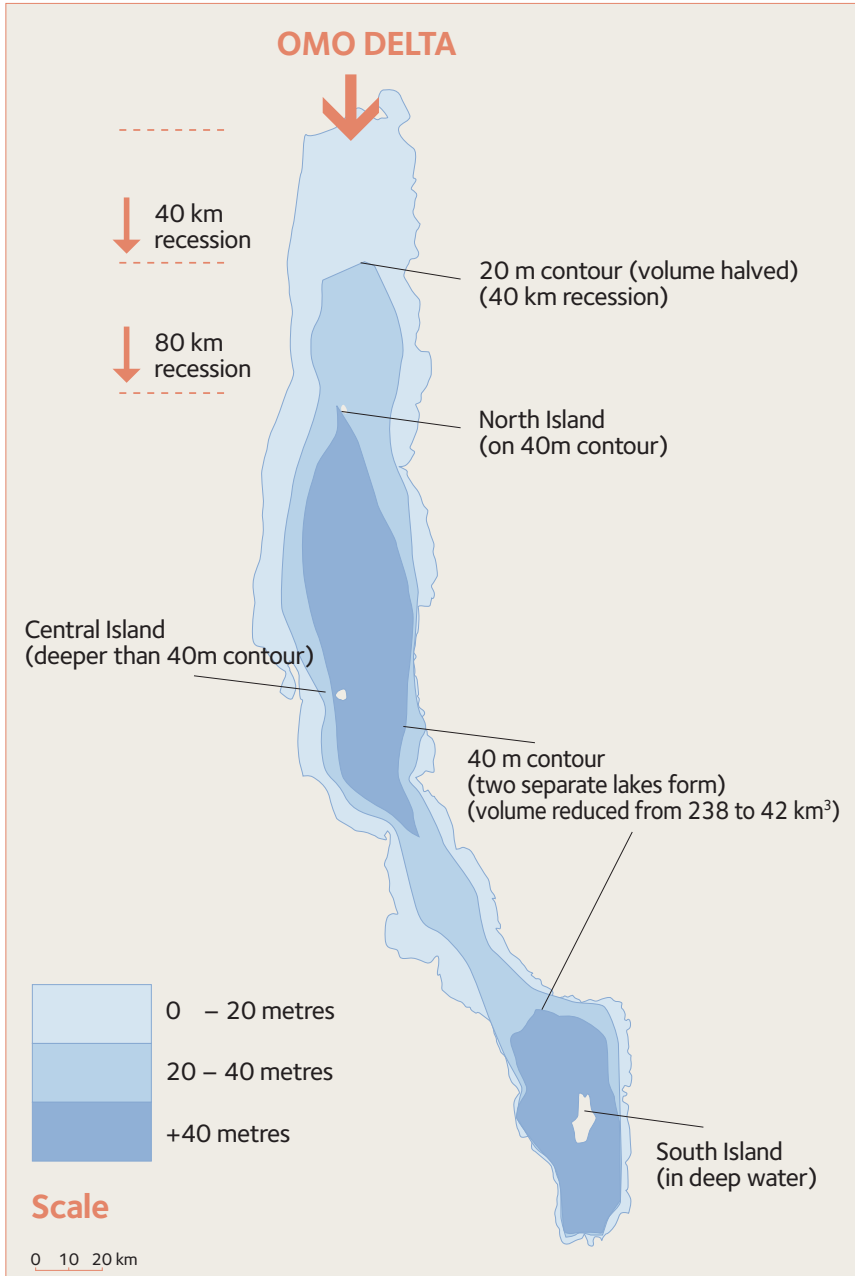 OMO DELTA
40 km
recession
20 m contour (volume halved)
(40 km recession)
80 km
recession
North Island
(on 40m contour)
Central Island
(deeper than 40m contour)
40 m contour
(two separate lakes form)
(volume reduced from 238 to 42 km³)
0 – 20 metres
20 – 40 metres
+40 metres
South Island
(in deep water)
Scale
0 10 20 km